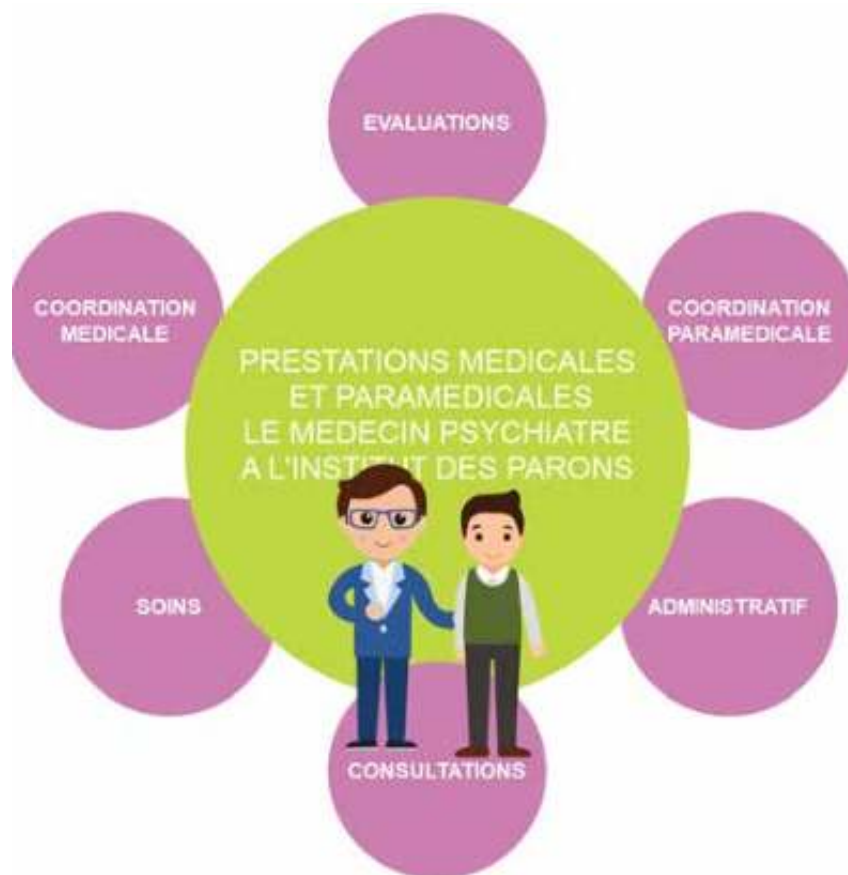 EVALUATIONS
COORDINATION
MEDICALE
COORDINATION
PARAMEDICALE
PRESTATIONS MEDICALES
ET PARAMEDICALES
LE MEDECIN PSYCHIATRE
A L'INSTITUT DES PARONS
SOINS
ADMINISTRATIF
CONSULTATIONS